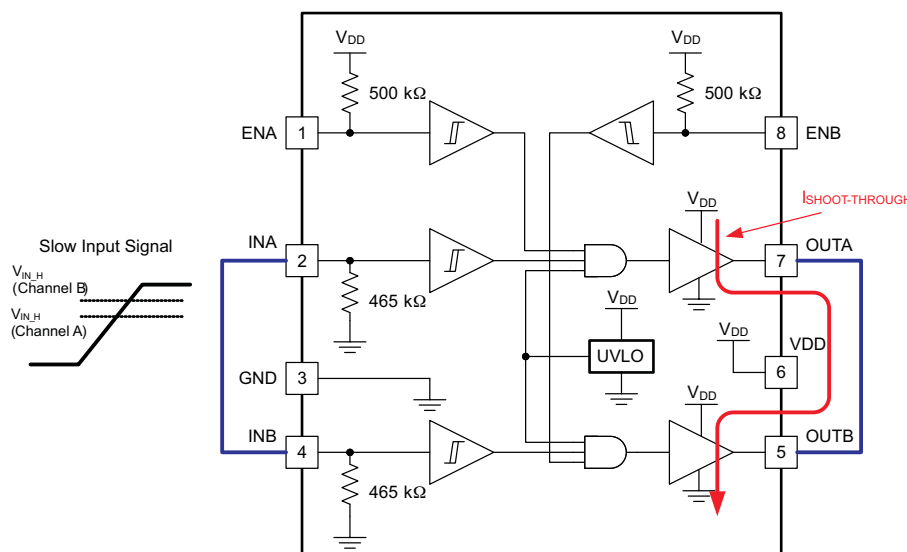 VDD
VDD
500 kΩ
500 kΩ
ENA
1
8
ENB
ISHOOT-THROUGH
VDD
Slow Input Signal
INA
2
7
OUTA
VIN_H
(Channel B)
VIN_H
(Channel A)
465 kΩ
VDD
VDD
VDD
6
UVLO
GND
3
VDD
INB
4
5
OUTB
465 kΩ